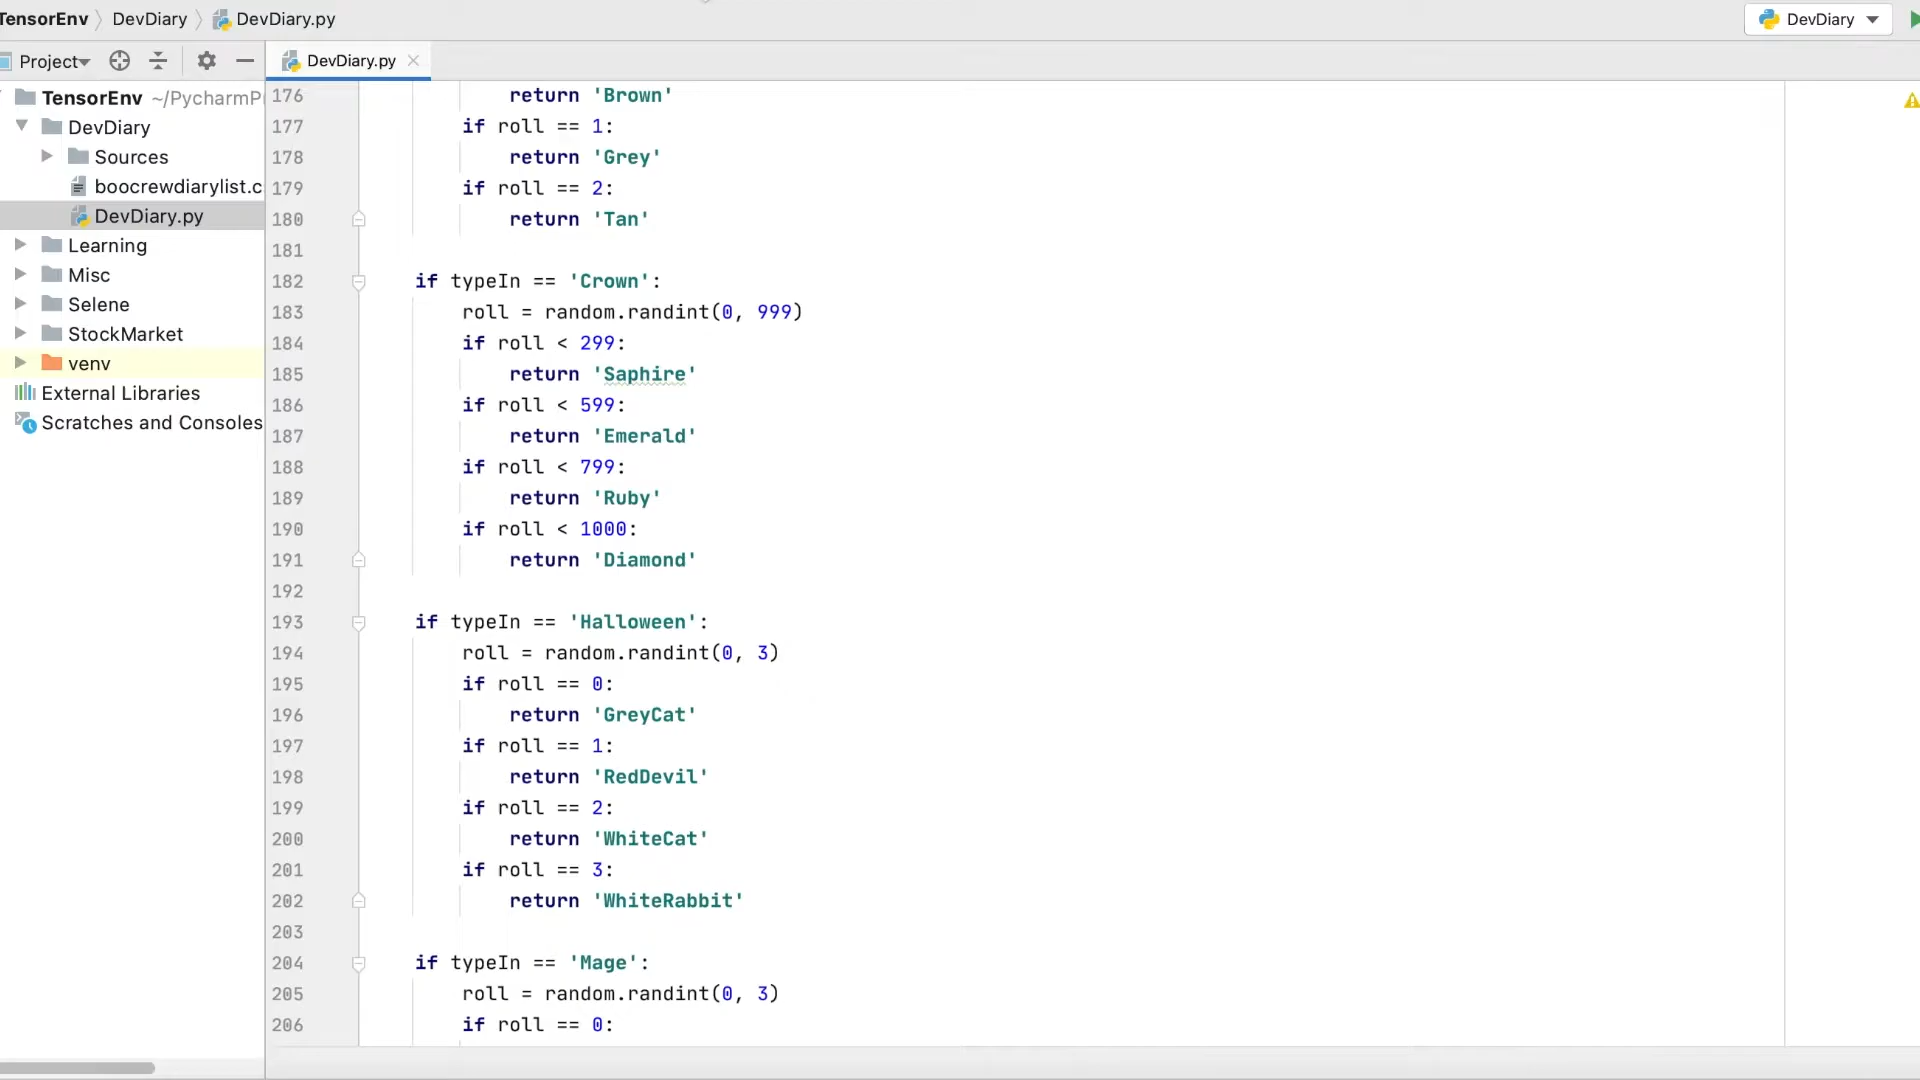 TensorEnv DevDiary DevDiary.py DevDiary
Project DevDiary.py
TensorEnv ~/PycharmP
DevDiary
Sources
boocrewdiarylist.c
DevDiary.py
Learning
Misc
Selene
StockMarket
venv
External Libraries
Scratches and Consoles
176 return 'Brown'
177 if roll == 1:
178 return 'Grey'
179 if roll == 2:
180 return 'Tan'
181
182 if typeIn == 'Crown':
183 roll = random.randint(0, 999)
184 if roll < 299:
185 return 'Saphire'
186 if roll < 599:
187 return 'Emerald'
188 if roll < 799:
189 return 'Ruby'
190 if roll < 1000:
191 return 'Diamond'
192
193 if typeIn == 'Halloween':
194 roll = random.randint(0, 3)
195 if roll == 0:
196 return 'GreyCat'
197 if roll == 1:
198 return 'RedDevil'
199 if roll == 2:
200 return 'WhiteCat'
201 if roll == 3:
202 return 'WhiteRabbit'
203
204 if typeIn == 'Mage':
205 roll = random.randint(0, 3)
206 if roll == 0: